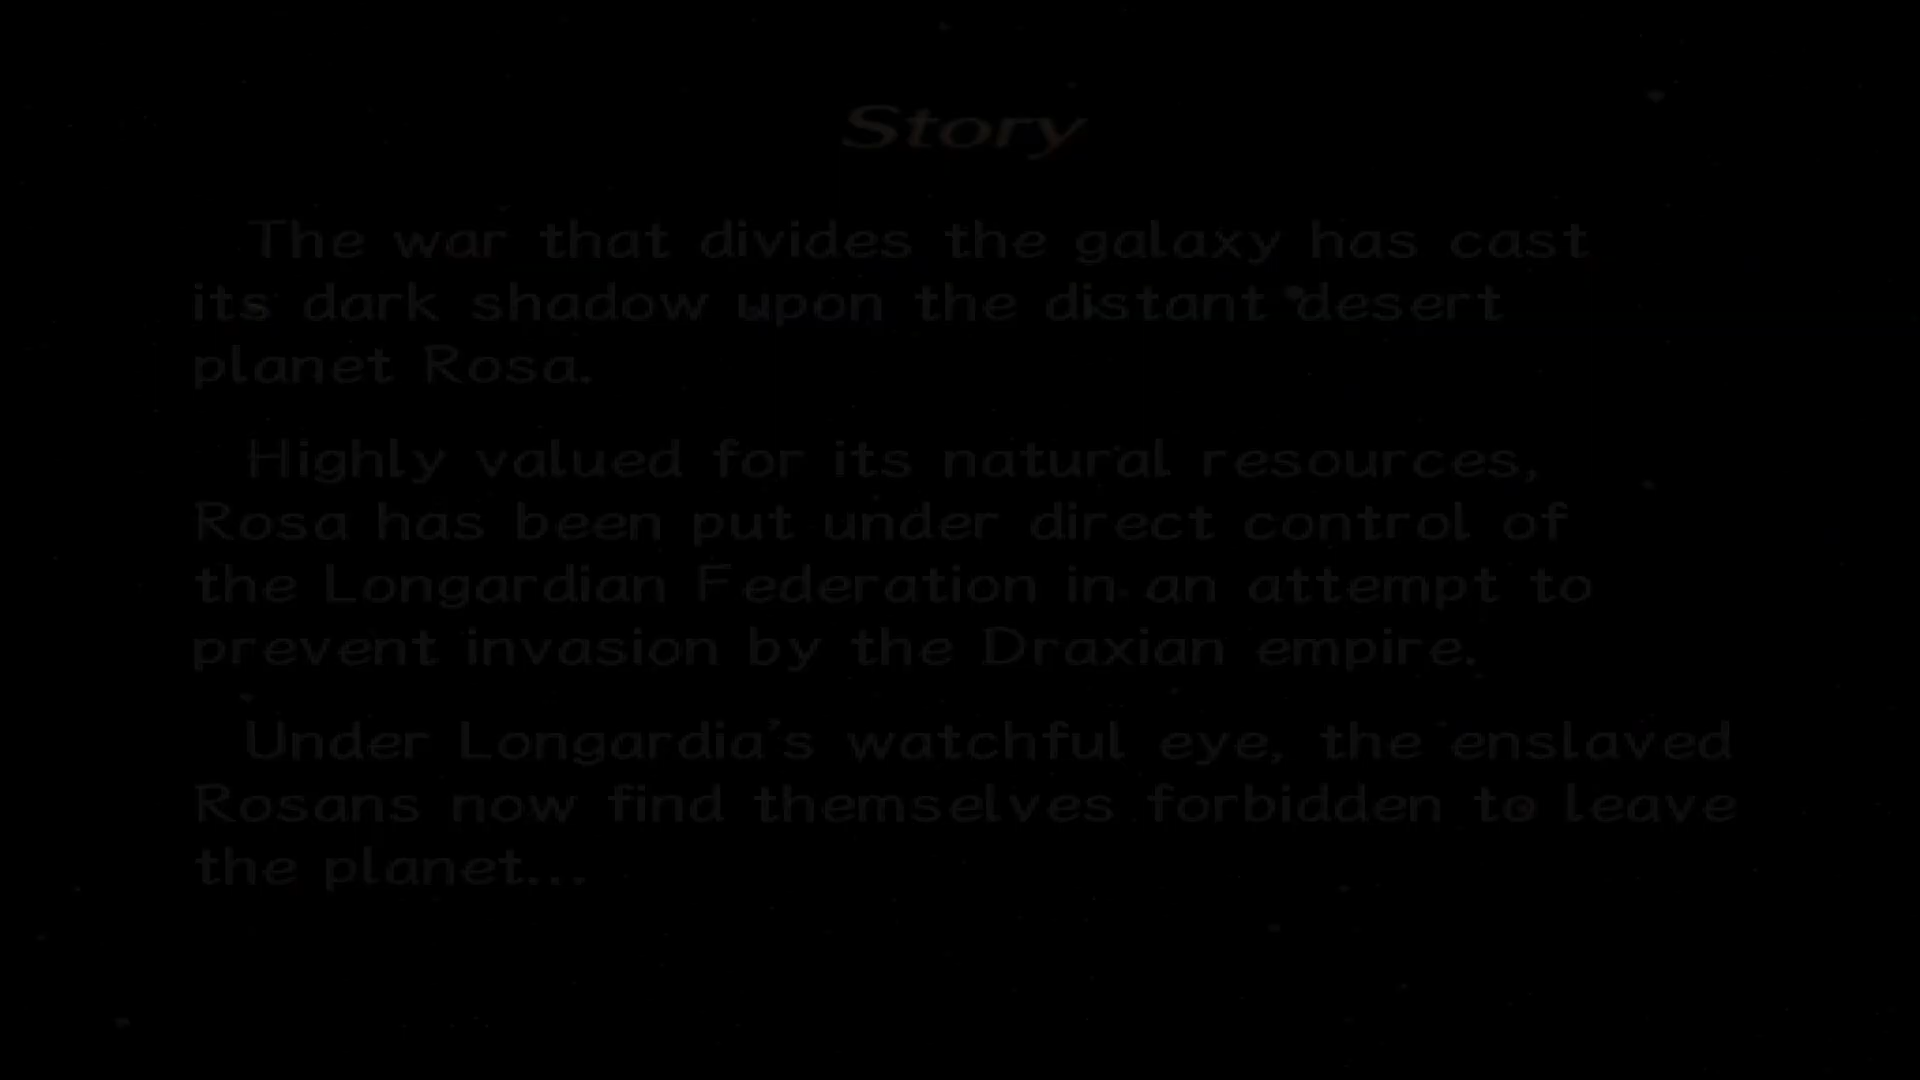 Story
The war that divides the galaxy has cast
its dark shadow upon the distant desert
planet Rosa.
Highly valued for its natural resources,
Rosa has been put under direct control of
the Longardian Federation in an attempt to
prevent invasion by the Draxian empire.
Under Longardia's watchful eye, the enslaved
Rosans now find themselves forbidden to leave
the planet...